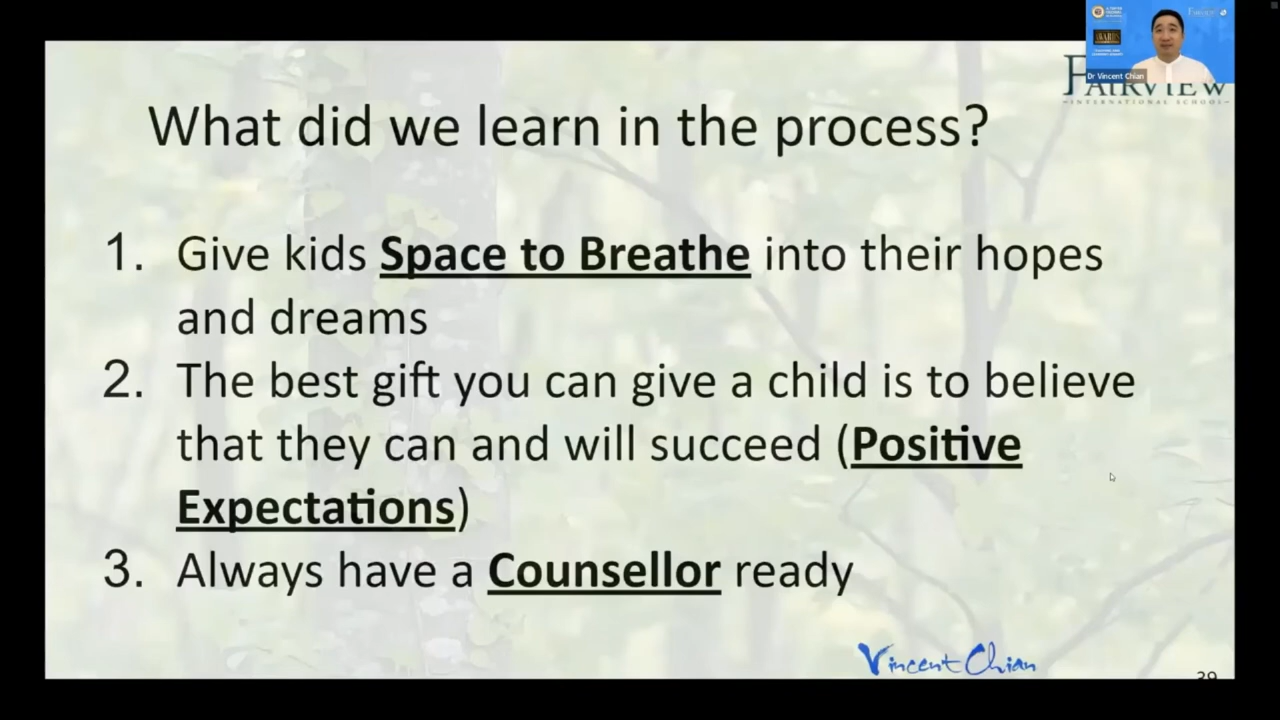 Dr Vincent Chian
FAIRVIEW
INTERNATIONAL SCHOOL
What did we learn in the process?
1. Give kids Space to Breathe into their hopes
and dreams
2. The best gift you can give a child is to believe
that they can and will succeed (Positive
Expectations)
3. Always have a Counsellor ready
Vincent Chian
39